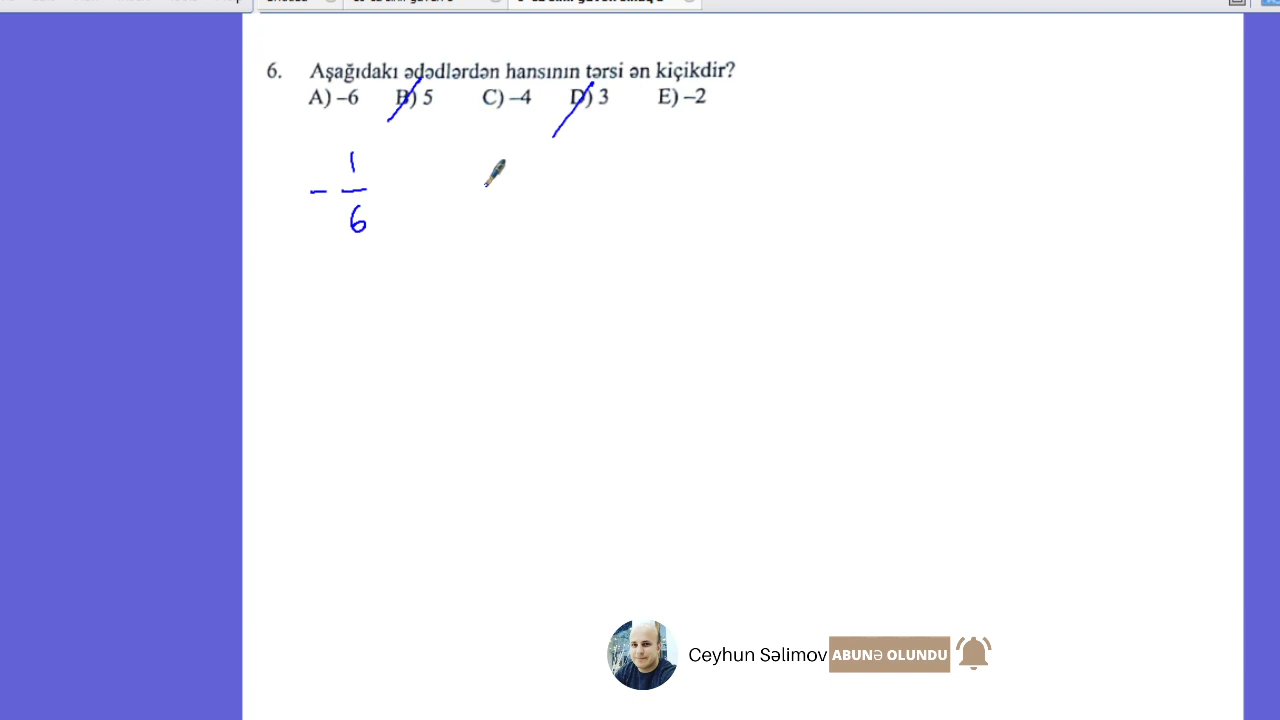 6. Aşağıdakı ədədlərdən hansının tərsi ən kiçikdir?
A) –6 B) 5 C) –4 D) 3 E) –2
– 1
6
Ceyhun Səlimov ABUNƏ OLUNDU